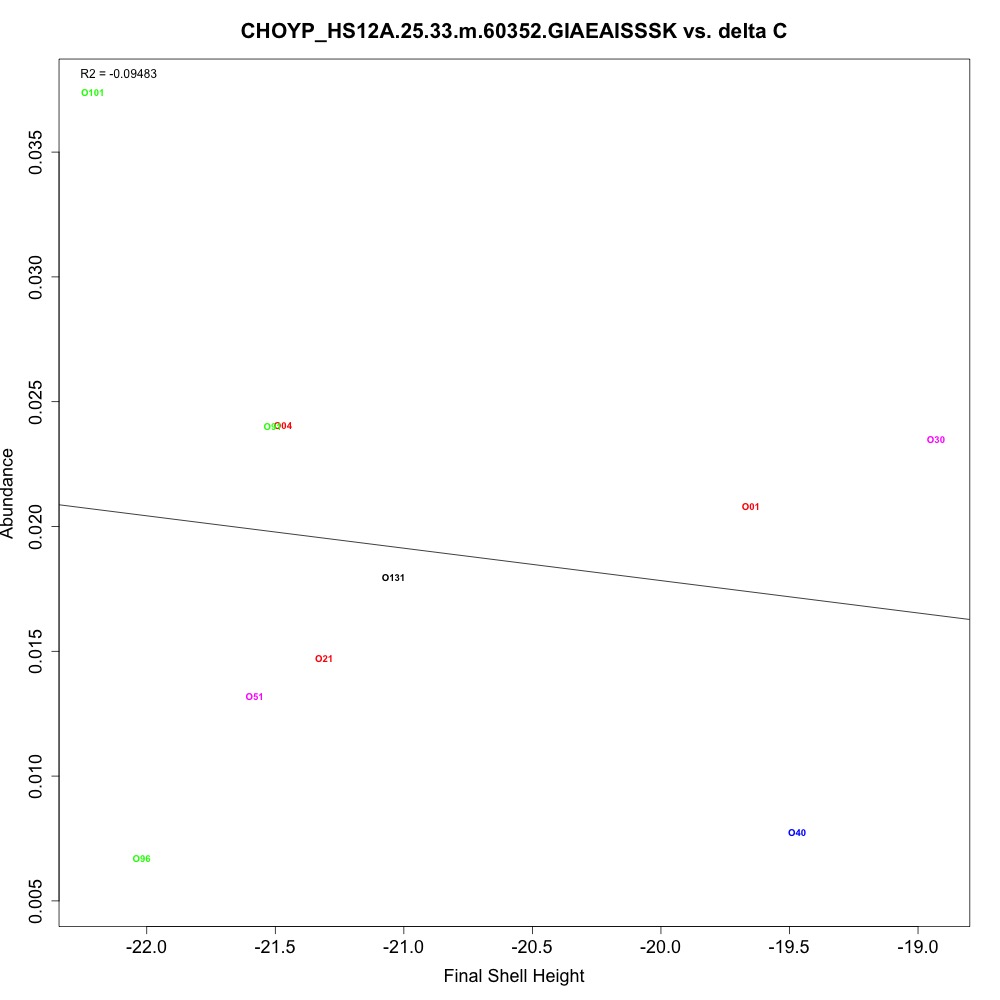 CHOYP_HS12A.25.33.m.60352.GIAEAISSSK vs. delta C
R2 = -0.09483
O101
O04
O30
O01
O131
O21
O51
O40
O96
Abundance
0.035
0.030
0.025
0.020
0.015
0.010
0.005
-22.0 -21.5 -21.0 -20.5 -20.0 -19.5 -19.0
Final Shell Height